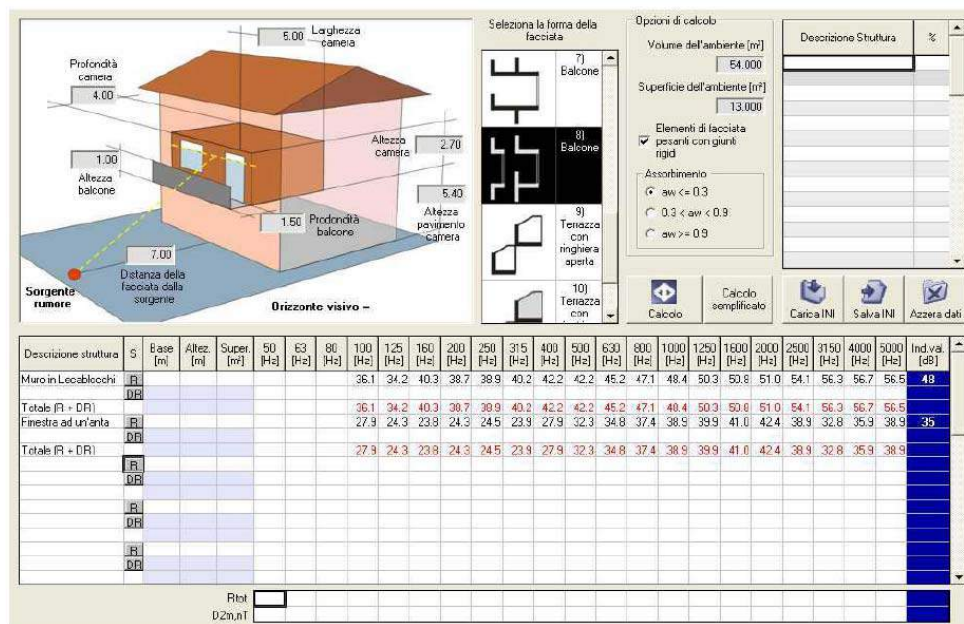 5.00
Larghezza camera
Profondità camera
4.00
1.00
Altezza balcone
Altezza camera
2.70
5.40
Altezza pavimento camera
1.50
Profondità balcone
7.00
Distanza della facciata dalla sorgente
Sorgente rumore
Orizzonte visivo –
Seleziona la forma della facciata
7) Balcone
8) Balcone
9) Terrazza con ringhiera aperta
10) Terrazza con
Opzioni di calcolo
Volume dell'ambiente [m³]
54.000
Superficie dell'ambiente [m²]
13.000
Elementi di facciata pesanti con giunti rigidi
Assorbimento
aw <= 0.3
0.3 < aw < 0.9
aw >= 0.9
Calcolo
Calcolo semplificato
Descrizione Struttura %
Carica INI
Salva INI
Azzera dati
Descrizione struttura S Base [m] Altez. [m] Super. [m²] 50 [Hz] 63 [Hz] 80 [Hz] 100 [Hz] 125 [Hz] 160 [Hz] 200 [Hz] 250 [Hz] 315 [Hz] 400 [Hz] 500 [Hz] 630 [Hz] 800 [Hz] 1000 [Hz] 1250 [Hz] 1600 [Hz] 2000 [Hz] 2500 [Hz] 3150 [Hz] 4000 [Hz] 5000 [Hz] Ind.val. [dB]
Muro in Lecablocchi R 36.1 34.2 40.3 38.7 38.9 40.2 42.2 42.2 45.2 47.1 48.4 50.3 50.8 51.0 54.1 56.3 56.7 56.5 48
DR
Totale (R + DR) 36.1 34.2 40.3 38.7 38.9 40.2 42.2 42.2 45.2 47.1 48.4 50.3 50.8 51.0 54.1 56.3 56.7 56.5
Finestra ad un'anta R 27.9 24.3 23.8 24.3 24.5 23.9 27.9 32.3 34.8 37.4 38.9 39.9 41.0 42.4 38.9 32.8 35.9 38.9 35
DR
Totale (R + DR) 27.9 24.3 23.8 24.3 24.5 23.9 27.9 32.3 34.8 37.4 38.9 39.9 41.0 42.4 38.9 32.8 35.9 38.9
R
DR
R
DR
R
DR
Rtot
D2m,nT